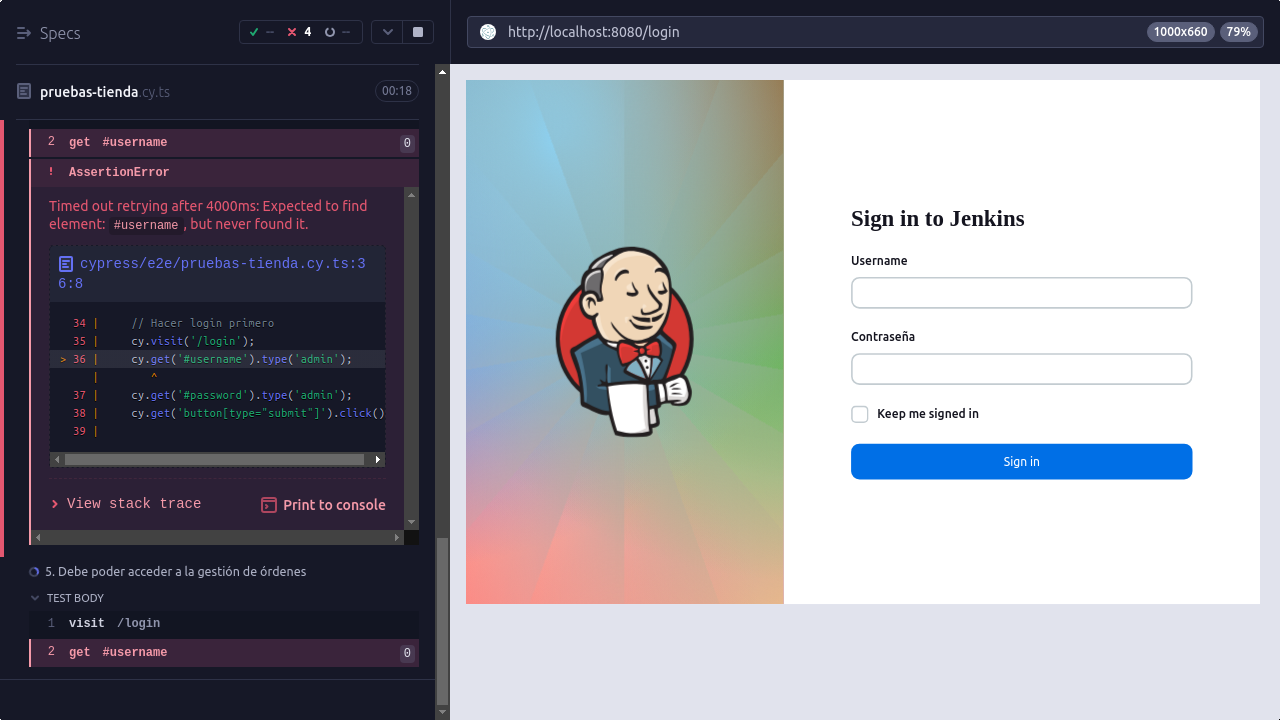 Specs
-- 4 --
http://localhost:8080/login
1000x660
79%
pruebas-tienda.cy.ts
00:18
2 get #username 0
! AssertionError
Timed out retrying after 4000ms: Expected to find
element: #username, but never found it.
cypress/e2e/pruebas-tienda.cy.ts:3
6:8
34 | // Hacer login primero
35 | cy.visit('/login');
> 36 | cy.get('#username').type('admin');
| ^
37 | cy.get('#password').type('admin');
38 | cy.get('button[type="submit"]').click()
39 |
View stack trace
Print to console
5. Debe poder acceder a la gestión de órdenes
TEST BODY
1 visit /login
2 get #username 0
Sign in to Jenkins
Username
Contraseña
Keep me signed in
Sign in